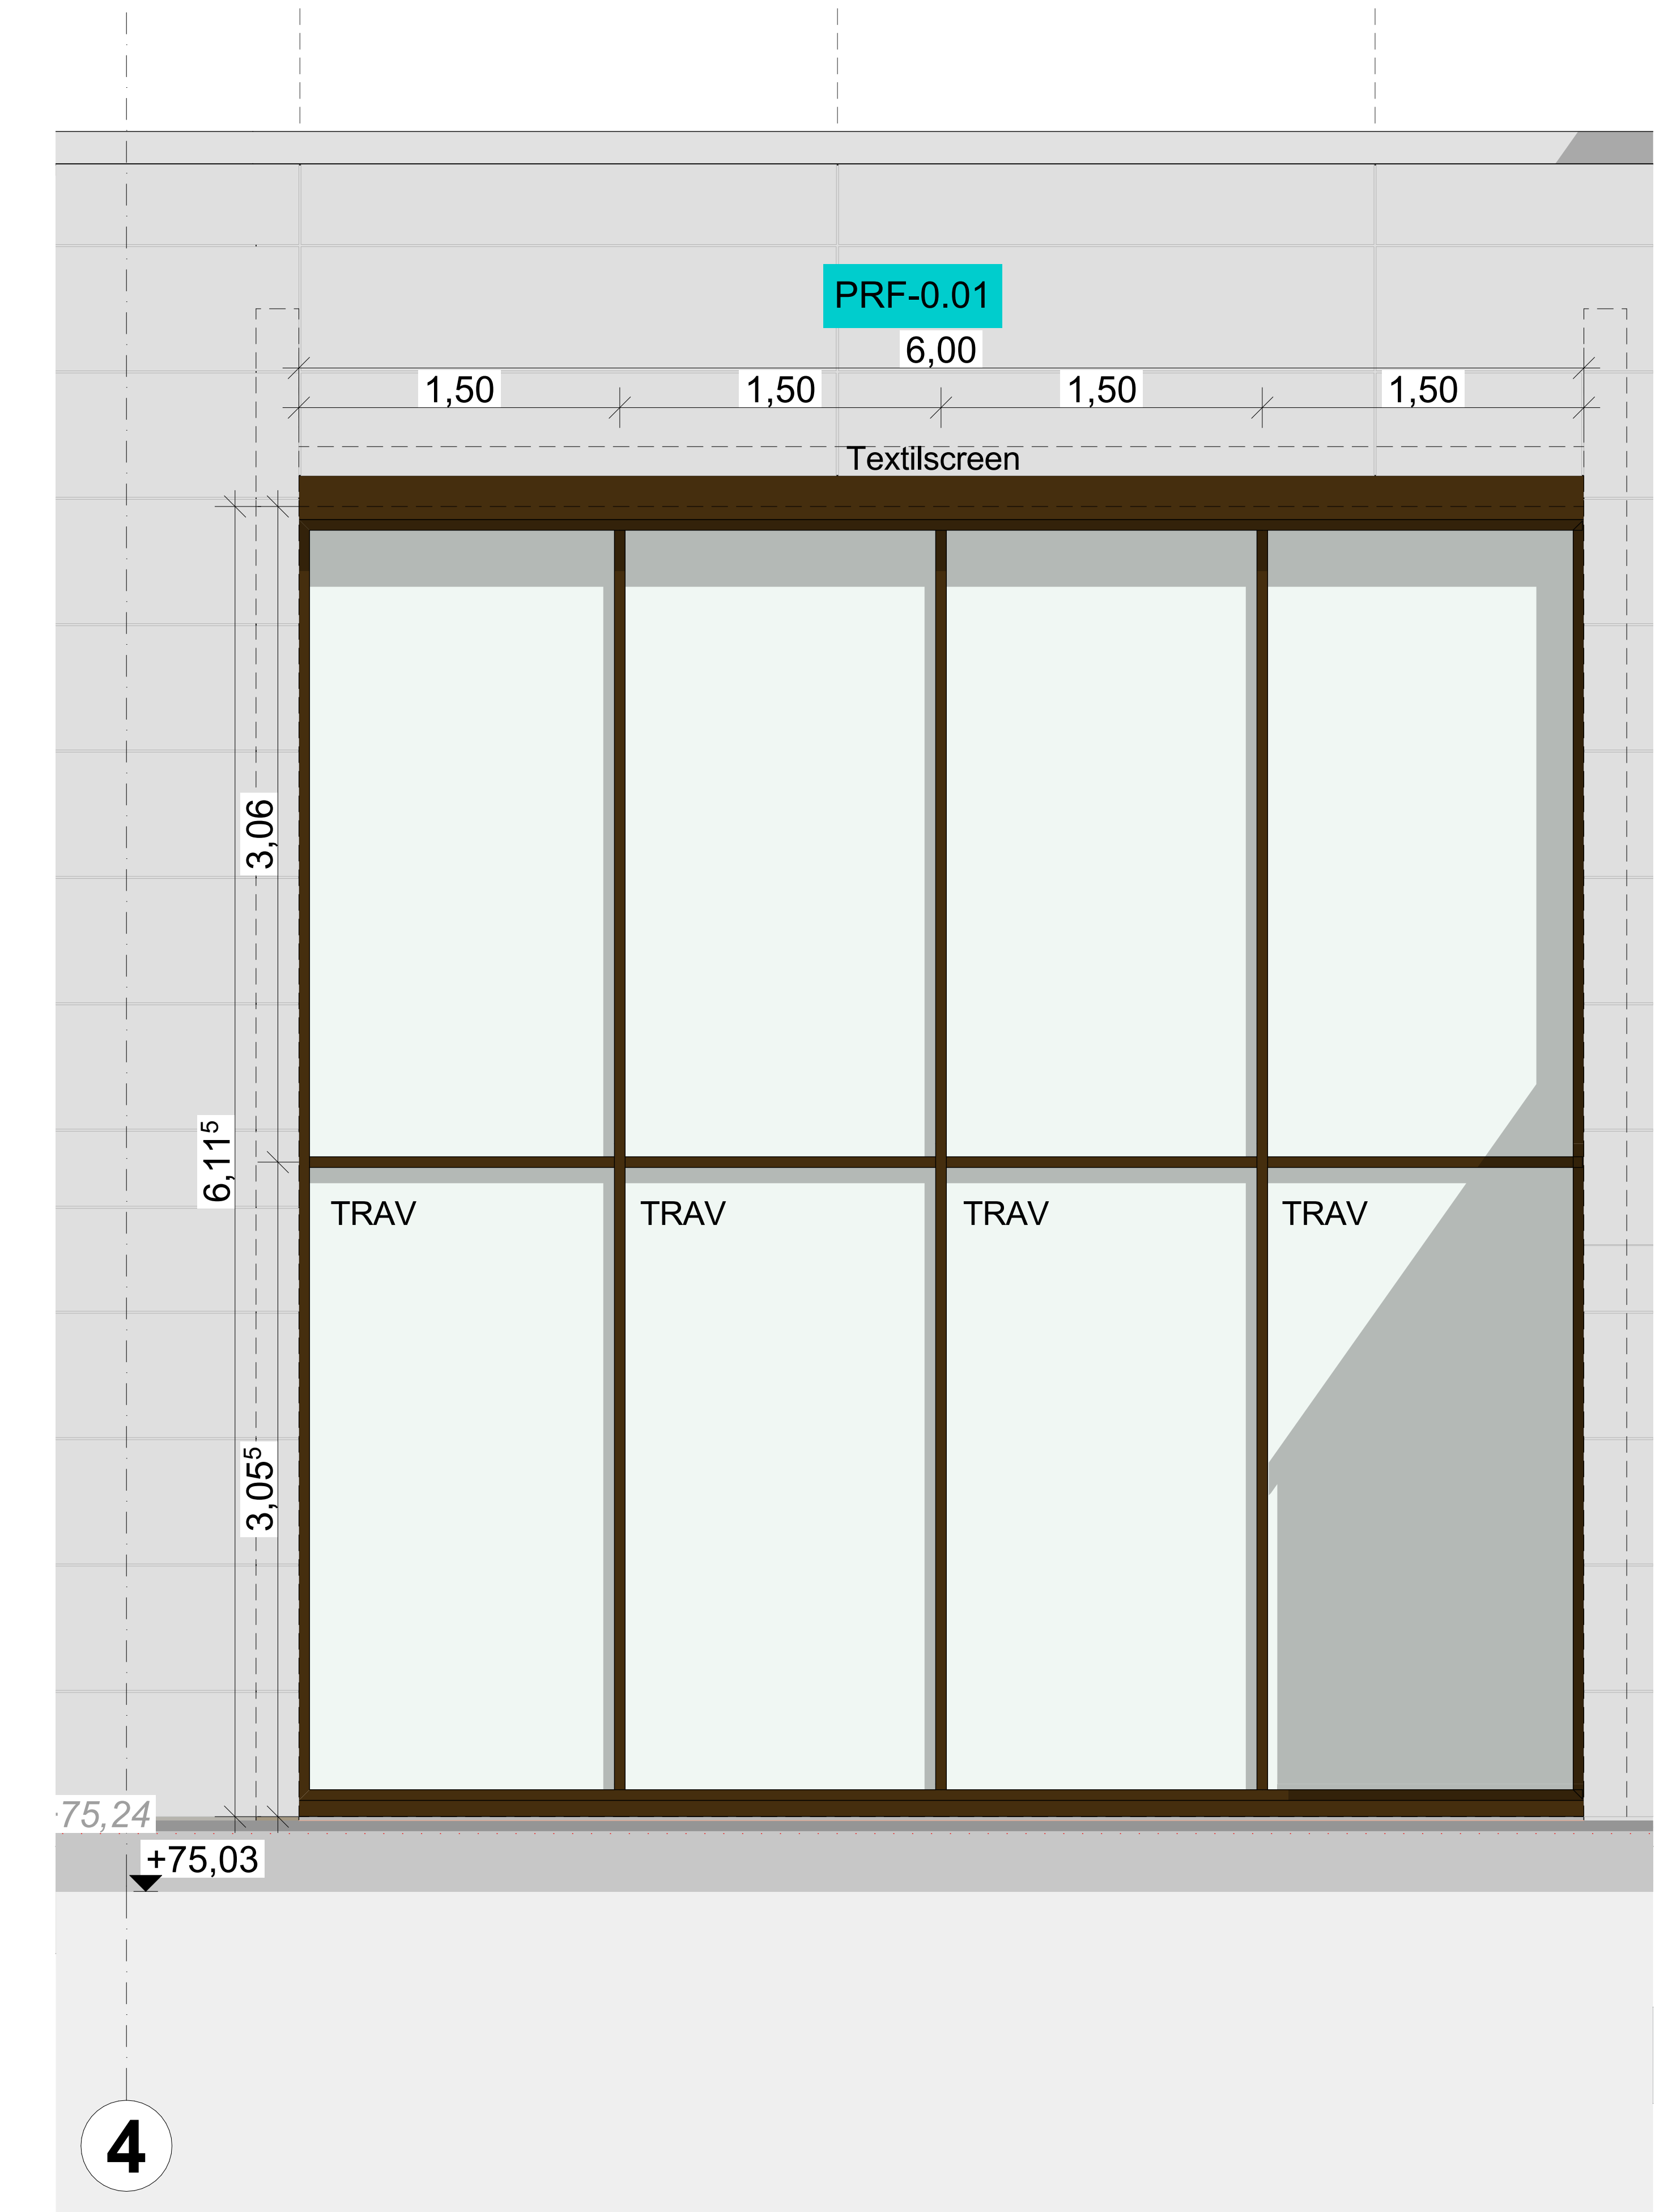 PRF-0.01
6,00
1,50 1,50 1,50 1,50
Textilscreen
3,06
6,11⁵
TRAV TRAV TRAV TRAV
3,05⁵
75,24
+75,03
4